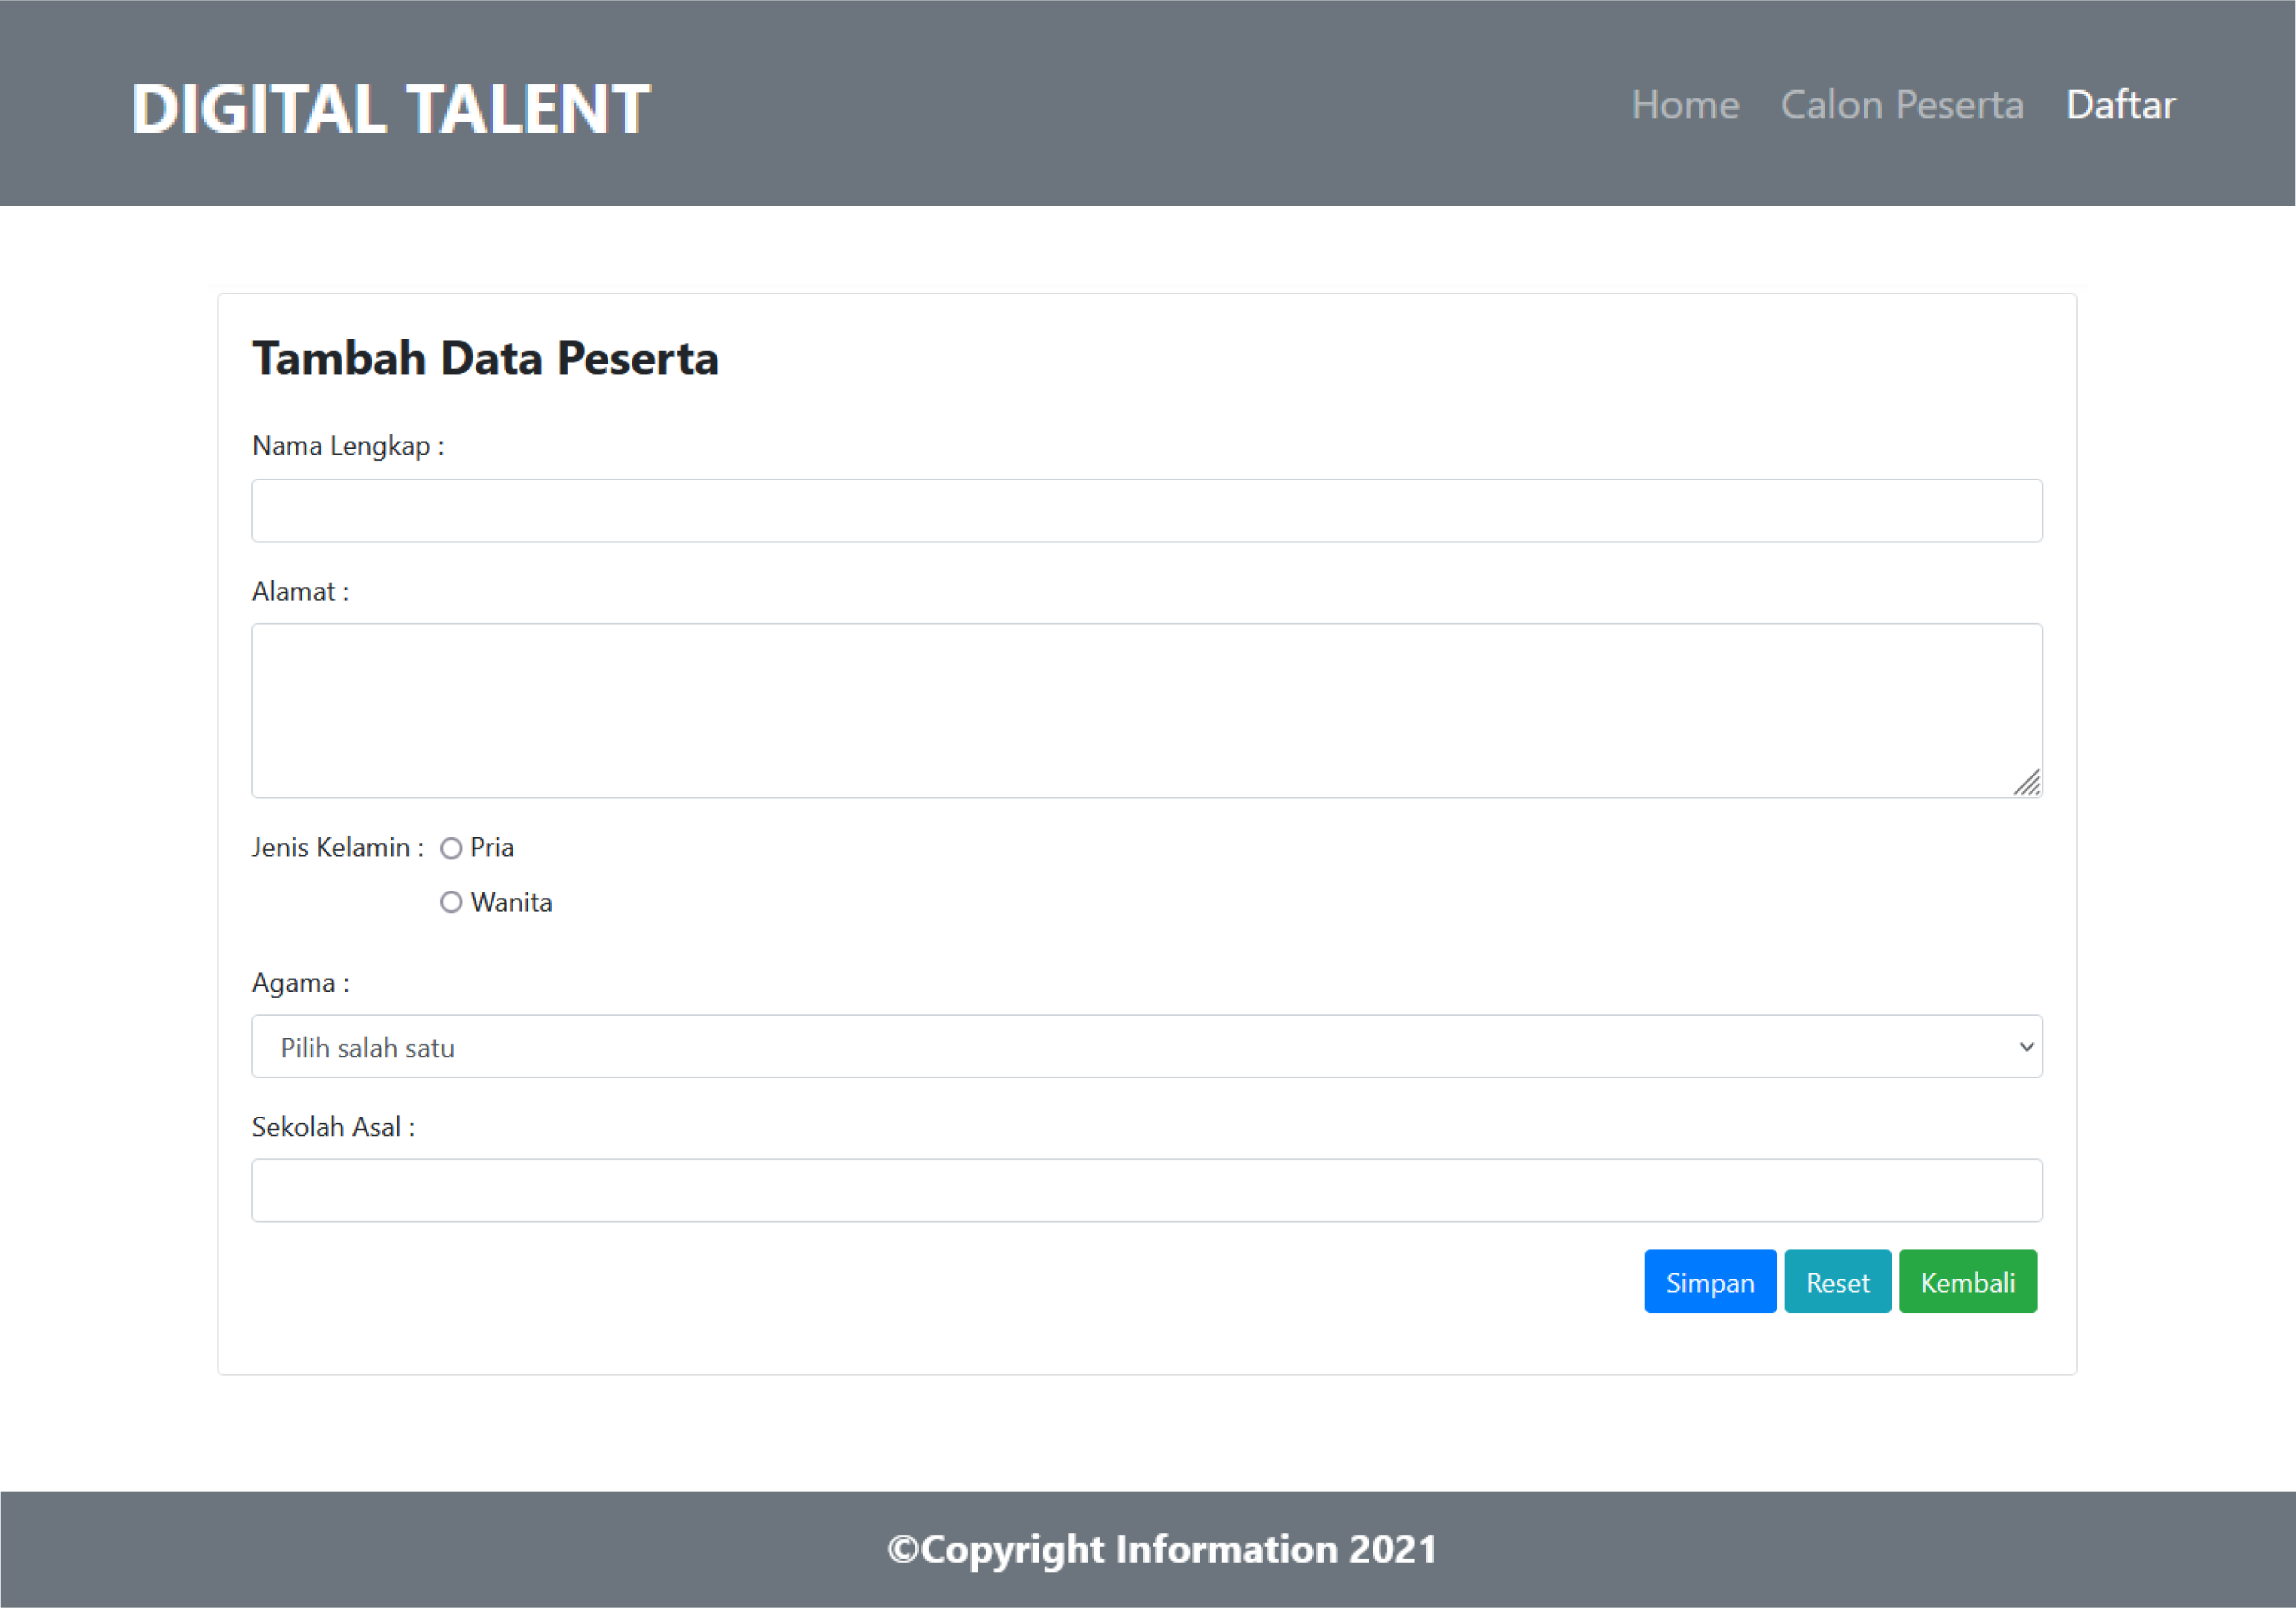 DIGITAL TALENT
Home Calon Peserta Daftar
Tambah Data Peserta
Nama Lengkap :
Alamat :
Jenis Kelamin : Pria
Wanita
Agama :
Pilih salah satu
Sekolah Asal :
Simpan Reset Kembali
©Copyright Information 2021